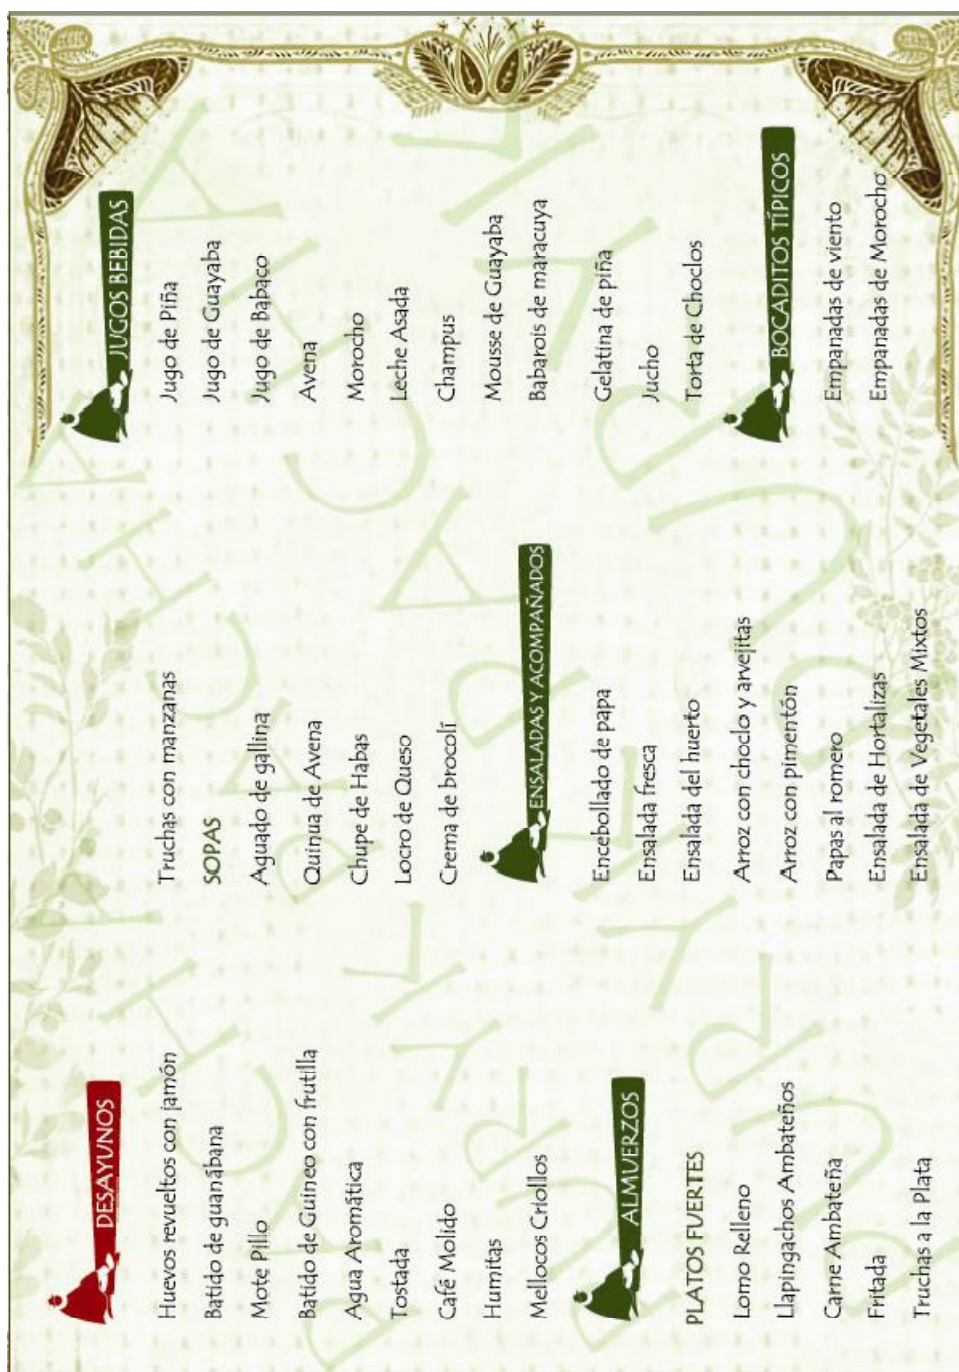 DESAYUNOS
Huevos revueltos con jamón
Batido de guanábana
Mote Pillo
Batido de Guineo con frutilla
Agua Aromática
Tostada
Café Molido
Humitas
Mellocos Criollos
ALMUERZOS
PLATOS FUERTES
Lomo Relleno
Llapingachos Ambateños
Carne Ambateña
Fritada
Truchas a la Plata
Truchas con manzanas
SOPAS
Aguado de gallina
Quinua de Avena
Chupe de Habas
Locro de Queso
Crema de brocolí
ENSALADAS Y ACOMPAÑADOS
Encebollado de papa
Ensalada fresca
Ensalada del huerto
Arroz con choclo y arvejitas
Arroz con pimentón
Papas al romero
Ensalada de Hortalizas
Ensalada de Vegetales Mixtos
JUGOS BEBIDAS
Jugo de Piña
Jugo de Guayaba
Jugo de Babaco
Avena
Morocho
Leche Asada
Champus
Mousse de Guayaba
Babarois de maracuya
Gelatina de piña
Jucho
Torta de Choclos
BOCADITOS TÍPICOS
Empanadas de viento
Empanadas de Morocho